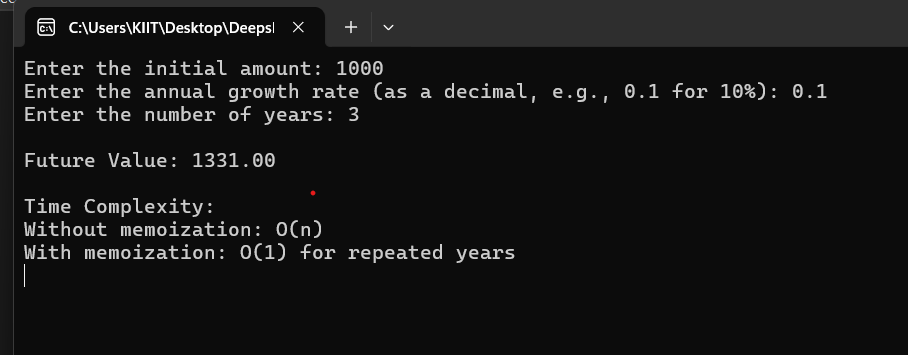 C:\Users\KIIT\Desktop\Deeps
Enter the initial amount: 1000
Enter the annual growth rate (as a decimal, e.g., 0.1 for 10%): 0.1
Enter the number of years: 3
Future Value: 1331.00
Time Complexity:
Without memoization: O(n)
With memoization: O(1) for repeated years